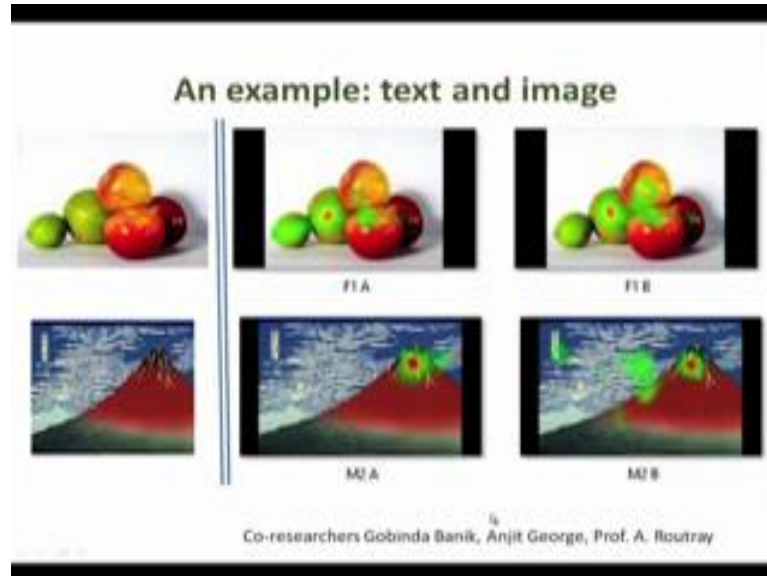 An example: text and image
F1 A
F1 B
M2 A
M2 B
Co-researchers Gobinda Banik, Anjit George, Prof. A. Routray